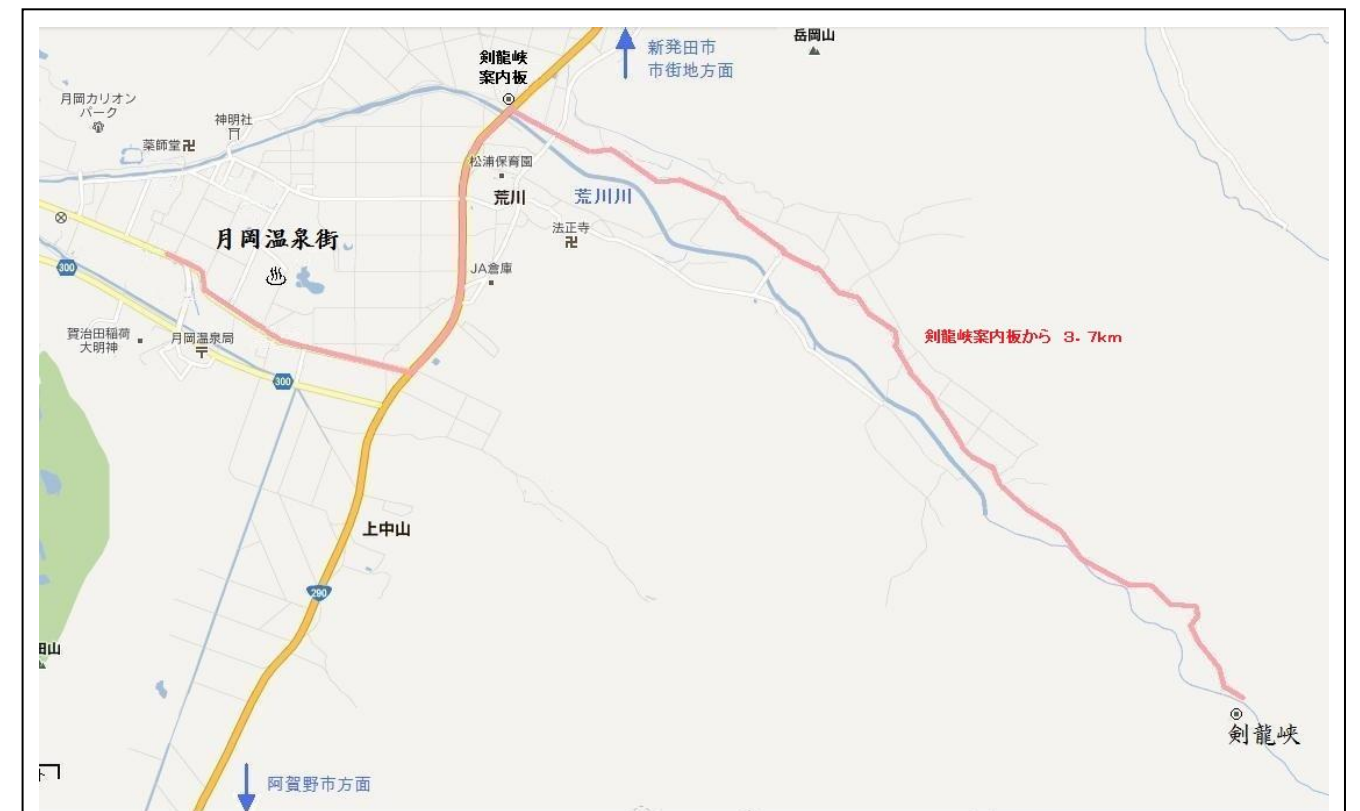 岳岡山
新発田市
市街地方面
剣龍峡
案内板
月岡カリオン
パーク
神明社
薬師堂
松浦保育園
荒川
荒川川
法正寺
月岡温泉街
JA倉庫
300
賀治田稲荷
大明神
月岡温泉局
300
剣龍峡案内板から 3.7km
上中山
290
剣龍峡
阿賀野市方面